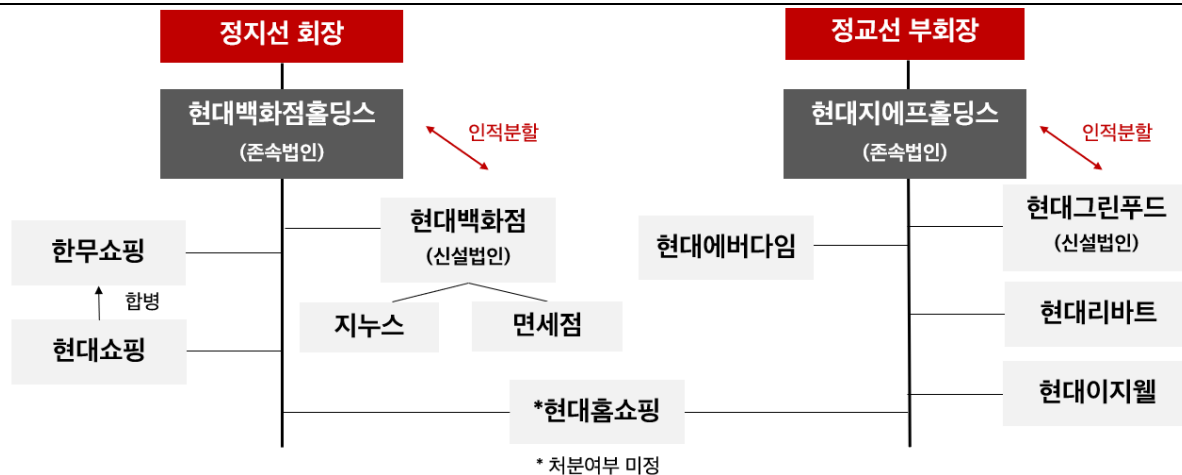 정지선 회장
정교선 부회장
현대백화점홀딩스
(존속법인)
인적분할
현대지에프홀딩스
(존속법인)
인적분할
현대백화점
(신설법인)
현대그린푸드
(신설법인)
한무쇼핑
현대에버다임
합병
지누스
면세점
현대리바트
현대쇼핑
*현대홈쇼핑
현대이지웰
* 처분여부 미정